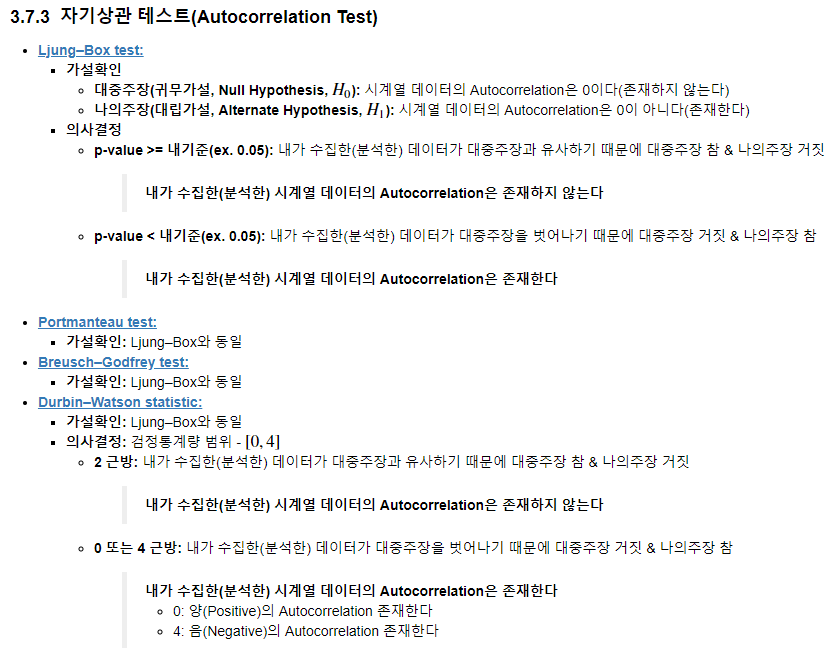 3.7.3 자기상관 테스트(Autocorrelation Test)
Ljung–Box test:
가설확인
대중주장(귀무가설, Null Hypothesis, H0): 시계열 데이터의 Autocorrelation은 0이다(존재하지 않는다)
나의주장(대립가설, Alternate Hypothesis, H1): 시계열 데이터의 Autocorrelation은 0이 아니다(존재한다)
의사결정
p-value >= 내기준(ex. 0.05): 내가 수집한(분석한) 데이터가 대중주장과 유사하기 때문에 대중주장 참 & 나의주장 거짓
내가 수집한(분석한) 시계열 데이터의 Autocorrelation은 존재하지 않는다
p-value < 내기준(ex. 0.05): 내가 수집한(분석한) 데이터가 대중주장을 벗어나기 때문에 대중주장 거짓 & 나의주장 참
내가 수집한(분석한) 시계열 데이터의 Autocorrelation은 존재한다
Portmanteau test:
가설확인: Ljung–Box와 동일
Breusch–Godfrey test:
가설확인: Ljung–Box와 동일
Durbin–Watson statistic:
가설확인: Ljung–Box와 동일
의사결정: 검정통계량 범위 - [0, 4]
2 근방: 내가 수집한(분석한) 데이터가 대중주장과 유사하기 때문에 대중주장 참 & 나의주장 거짓
내가 수집한(분석한) 시계열 데이터의 Autocorrelation은 존재하지 않는다
0 또는 4 근방: 내가 수집한(분석한) 데이터가 대중주장을 벗어나기 때문에 대중주장 거짓 & 나의주장 참
내가 수집한(분석한) 시계열 데이터의 Autocorrelation은 존재한다
0: 양(Positive)의 Autocorrelation 존재한다
4: 음(Negative)의 Autocorrelation 존재한다